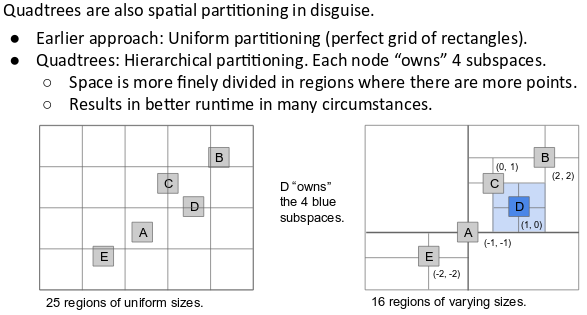 Quadtrees are also spatial partitioning in disguise.
● Earlier approach: Uniform partitioning (perfect grid of rectangles).
● Quadtrees: Hierarchical partitioning. Each node “owns” 4 subspaces.
○ Space is more finely divided in regions where there are more points.
○ Results in better runtime in many circumstances.
B
C
D
A
E
25 regions of uniform sizes.
D “owns”
the 4 blue
subspaces.
B
(0, 1)
(2, 2)
C
D
(1, 0)
A
(-1, -1)
E
(-2, -2)
16 regions of varying sizes.